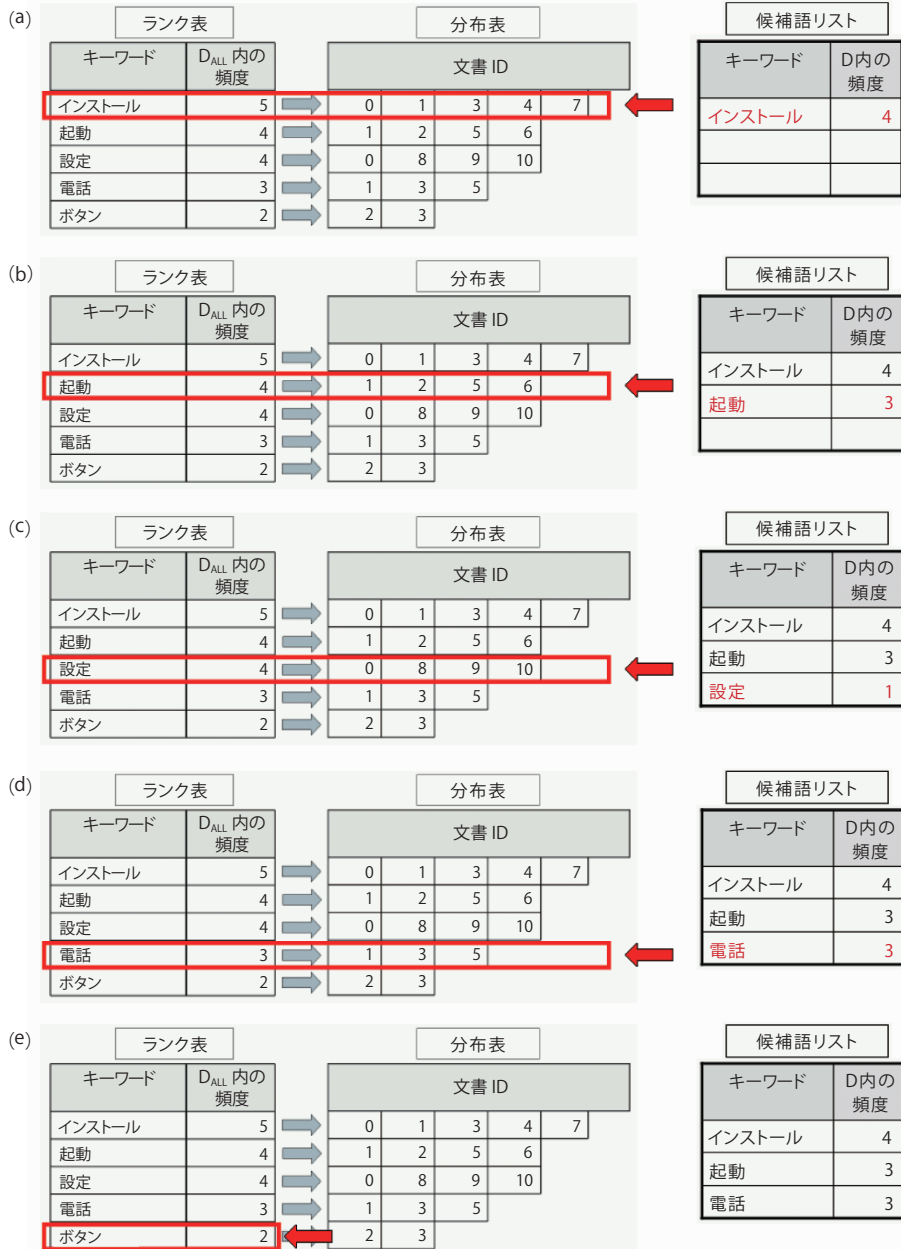 (a)
ランク表 分布表 候補語リスト
キーワード DALL 内の頻度 文書 ID キーワード D内の頻度
インストール 5 0 1 3 4 7 インストール 4
起動 4 1 2 5 6
設定 4 0 8 9 10
電話 3 1 3 5
ボタン 2 2 3
(b)
ランク表 分布表 候補語リスト
キーワード DALL 内の頻度 文書 ID キーワード D内の頻度
インストール 5 0 1 3 4 7 インストール 4
起動 4 1 2 5 6 起動 3
設定 4 0 8 9 10
電話 3 1 3 5
ボタン 2 2 3
(c)
ランク表 分布表 候補語リスト
キーワード DALL 内の頻度 文書 ID キーワード D内の頻度
インストール 5 0 1 3 4 7 インストール 4
起動 4 1 2 5 6 起動 3
設定 4 0 8 9 10 設定 1
電話 3 1 3 5
ボタン 2 2 3
(d)
ランク表 分布表 候補語リスト
キーワード DALL 内の頻度 文書 ID キーワード D内の頻度
インストール 5 0 1 3 4 7 インストール 4
起動 4 1 2 5 6 起動 3
設定 4 0 8 9 10
電話 3 1 3 5 電話 3
ボタン 2 2 3
(e)
ランク表 分布表 候補語リスト
キーワード DALL 内の頻度 文書 ID キーワード D内の頻度
インストール 5 0 1 3 4 7 インストール 4
起動 4 1 2 5 6 起動 3
設定 4 0 8 9 10 電話 3
電話 3 1 3 5
ボタン 2 2 3